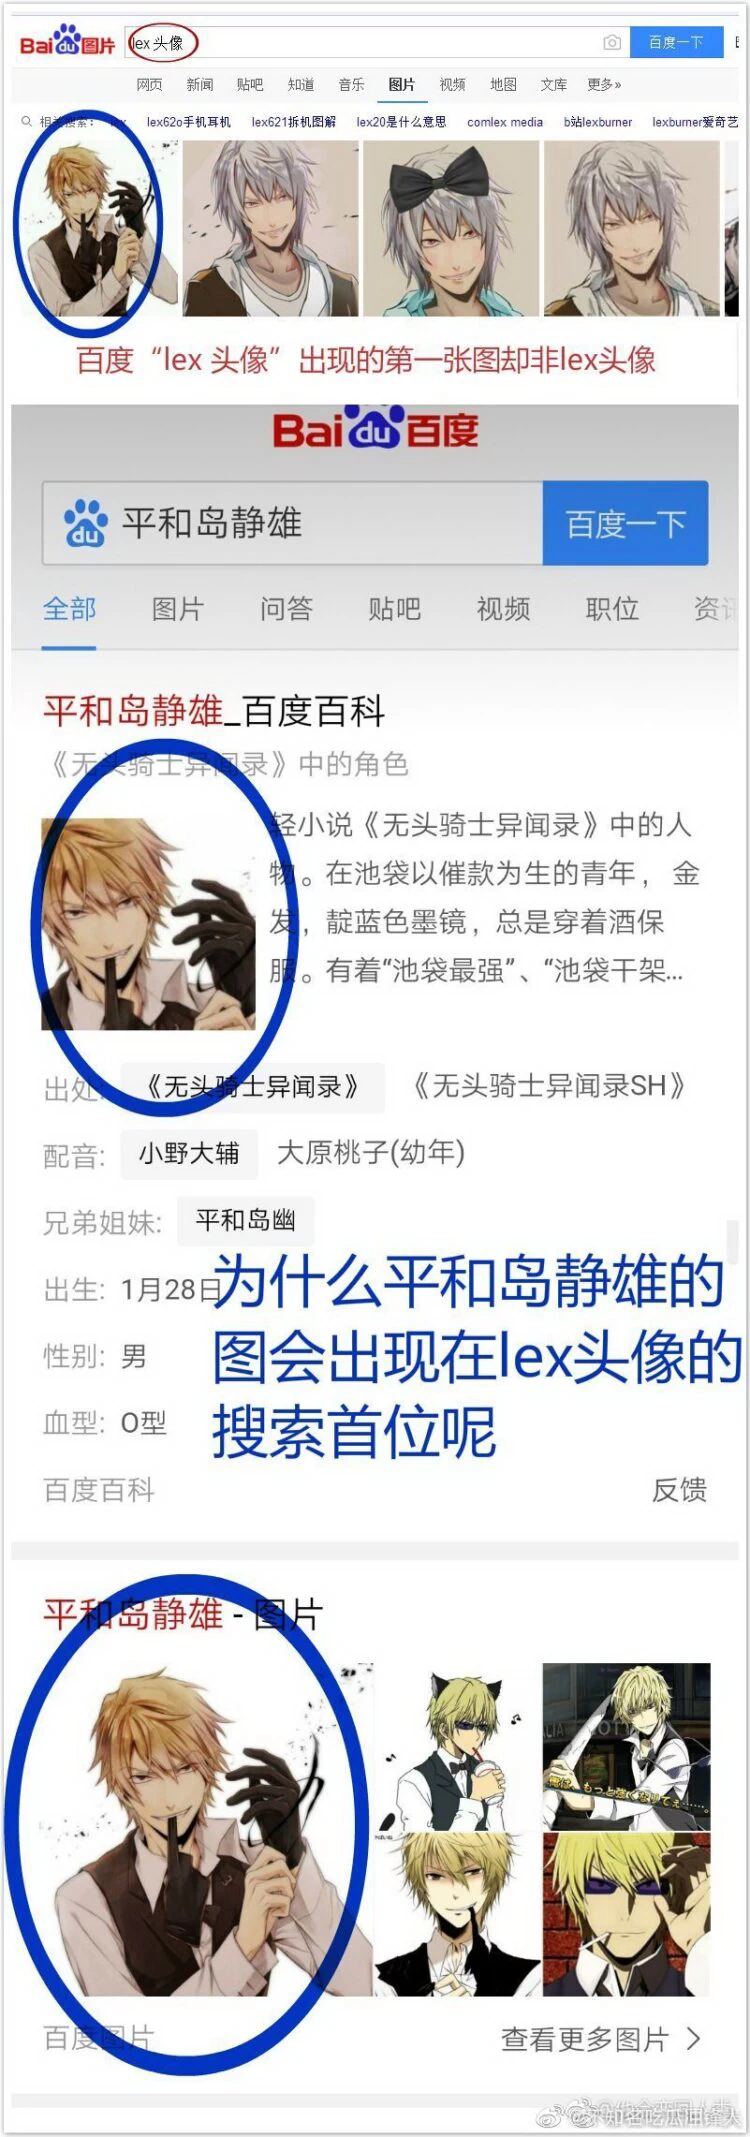 Bai du 图片 lex 头像 百度一下
网页 新闻 贴吧 知道 音乐 图片 视频 地图 文库 更多»
相关搜索: lex lex62o手机耳机 lex621拆机图解 lex20是什么意思 comlex media b站lexburner lexburner爱奇艺
百度“lex 头像”出现的第一张图却非lex头像
Bai du 百度
du 平和岛静雄 百度一下
全部 图片 问答 贴吧 视频 职位 资讯
平和岛静雄_百度百科
《无头骑士异闻录》中的角色
轻小说《无头骑士异闻录》中的人
物。在池袋以催款为生的青年, 金
发, 靛蓝色墨镜, 总是穿着酒保
服。有着“池袋最强”、“池袋干架...
出处: 《无头骑士异闻录》 《无头骑士异闻录SH》
配音: 小野大辅 大原桃子(幼年)
兄弟姐妹: 平和岛幽
出生: 1月28日
性别: 男
血型: O型
为什么平和岛静雄的
图会出现在lex头像的
搜索首位呢
百度百科 反馈
平和岛静雄 - 图片
俺は、もっと強くなりてぇ……。
百度图片 查看更多图片 >